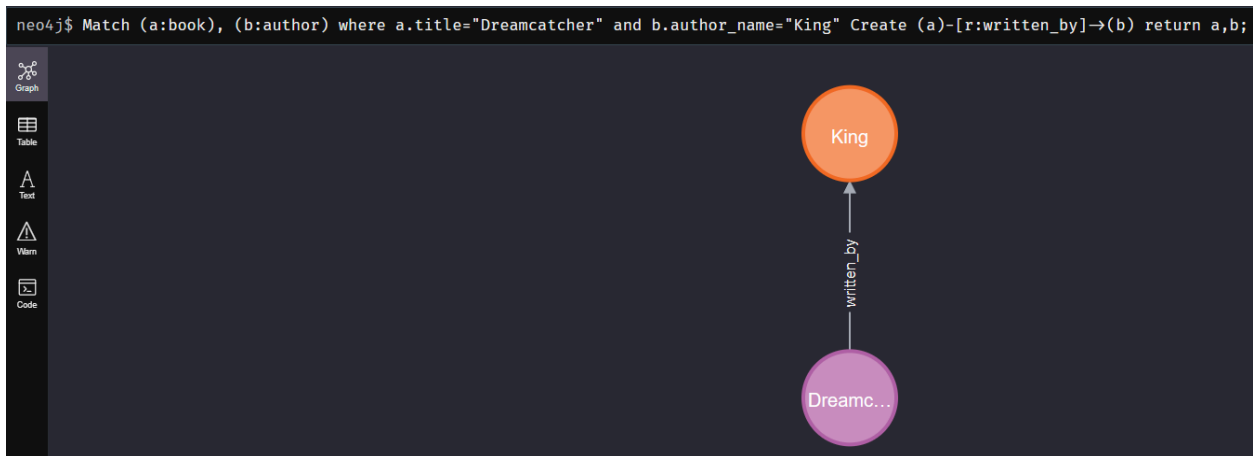 neo4j$ Match (a:book), (b:author) where a.title="Dreamcatcher" and b.author_name="King" Create (a)-[r:written_by]→(b) return a,b;
Graph
Table
Text
Warn
Code
King
written_by
Dreamc...